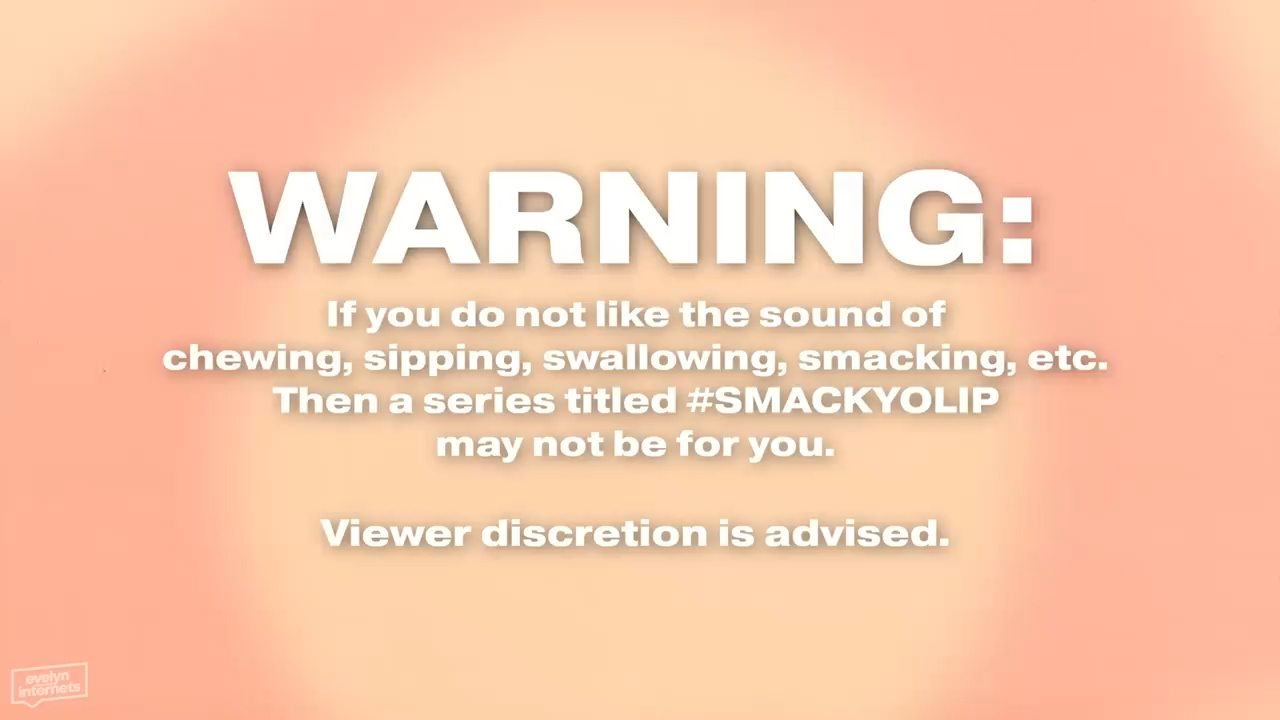 WARNING:
If you do not like the sound of
chewing, sipping, swallowing, smacking, etc.
Then a series titled #SMACKYOLIP
may not be for you.
Viewer discretion is advised.
evelyn
internets